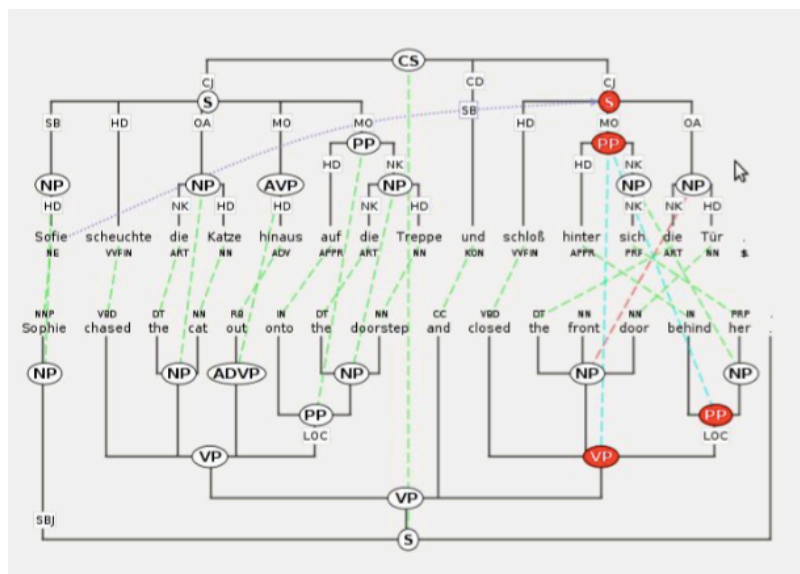 CS
CJ CD CJ
S SB S
SB HD OA MO MO HD MO OA
PP PP
HD NK HD NK
NP NP AVP NP NP NP
HD NK HD HD NK HD NK NK HD
Sofie scheuchte die Katze hinaus auf die Treppe und schloß hinter sich die Tür .
NE VVFIN ART NN ADV APPR ART NN KON VVFIN APPR PRF ART NN $.
NNP VBD DT NN RB IN DT NN CC VBD DT NN NN IN PRP .
Sophie chased the cat out onto the doorstep and closed the front door behind her .
NP NP ADVP NP NP NP
PP PP
LOC LOC
VP VP
VP
SBJ
S